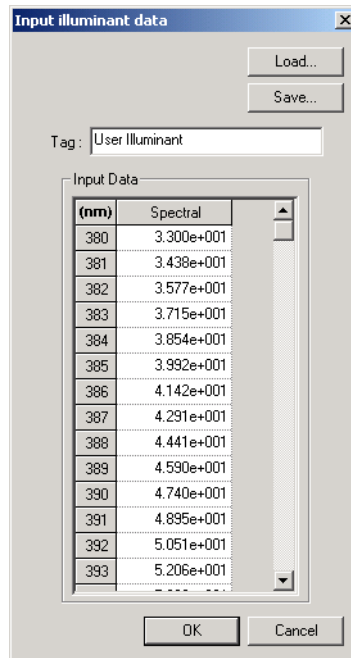 Input illuminant data
Load...
Save...
Tag: User Illuminant
Input Data
(nm) Spectral
380 3.300e+001
381 3.438e+001
382 3.577e+001
383 3.715e+001
384 3.854e+001
385 3.992e+001
386 4.142e+001
387 4.291e+001
388 4.441e+001
389 4.590e+001
390 4.740e+001
391 4.895e+001
392 5.051e+001
393 5.206e+001
OK Cancel